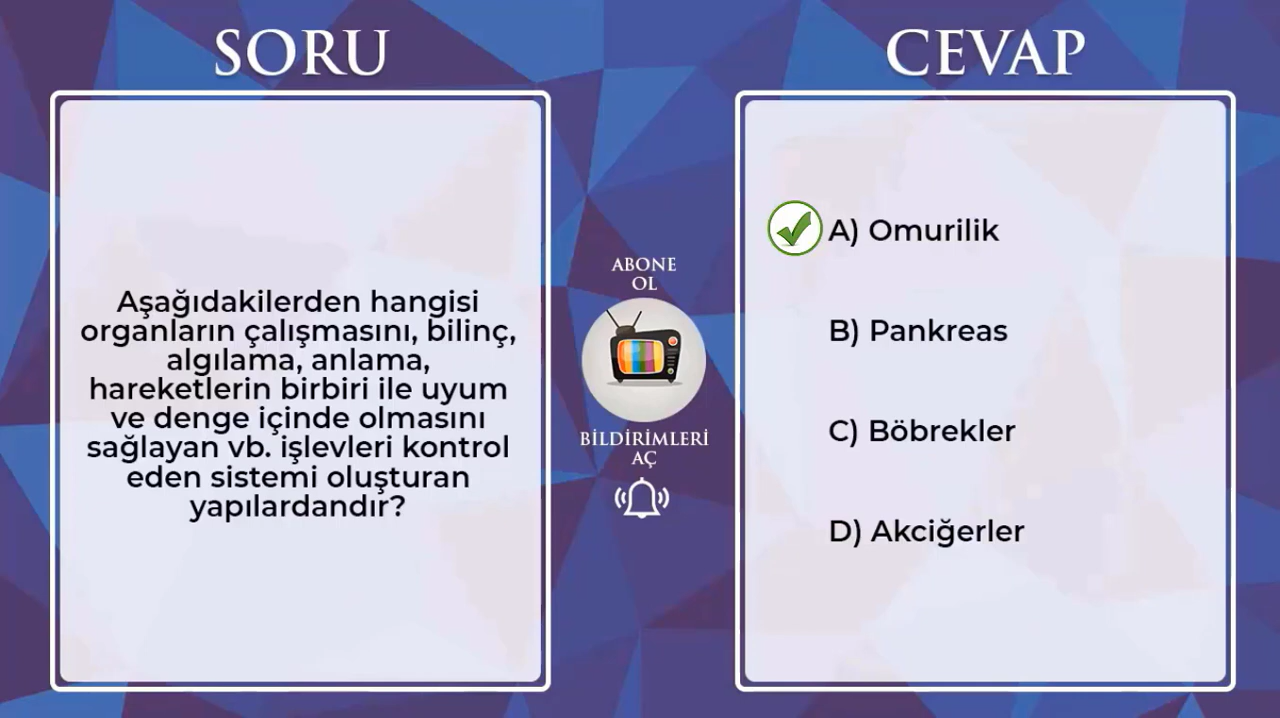 SORU
Aşağıdakilerden hangisi
organların çalışmasını, bilinç,
algılama, anlama,
hareketlerin birbiri ile uyum
ve denge içinde olmasını
sağlayan vb. işlevleri kontrol
eden sistemi oluşturan
yapılardandır?
ABONE
OL
BİLDİRİMLERİ
AÇ
CEVAP
A) Omurilik
B) Pankreas
C) Böbrekler
D) Akciğerler